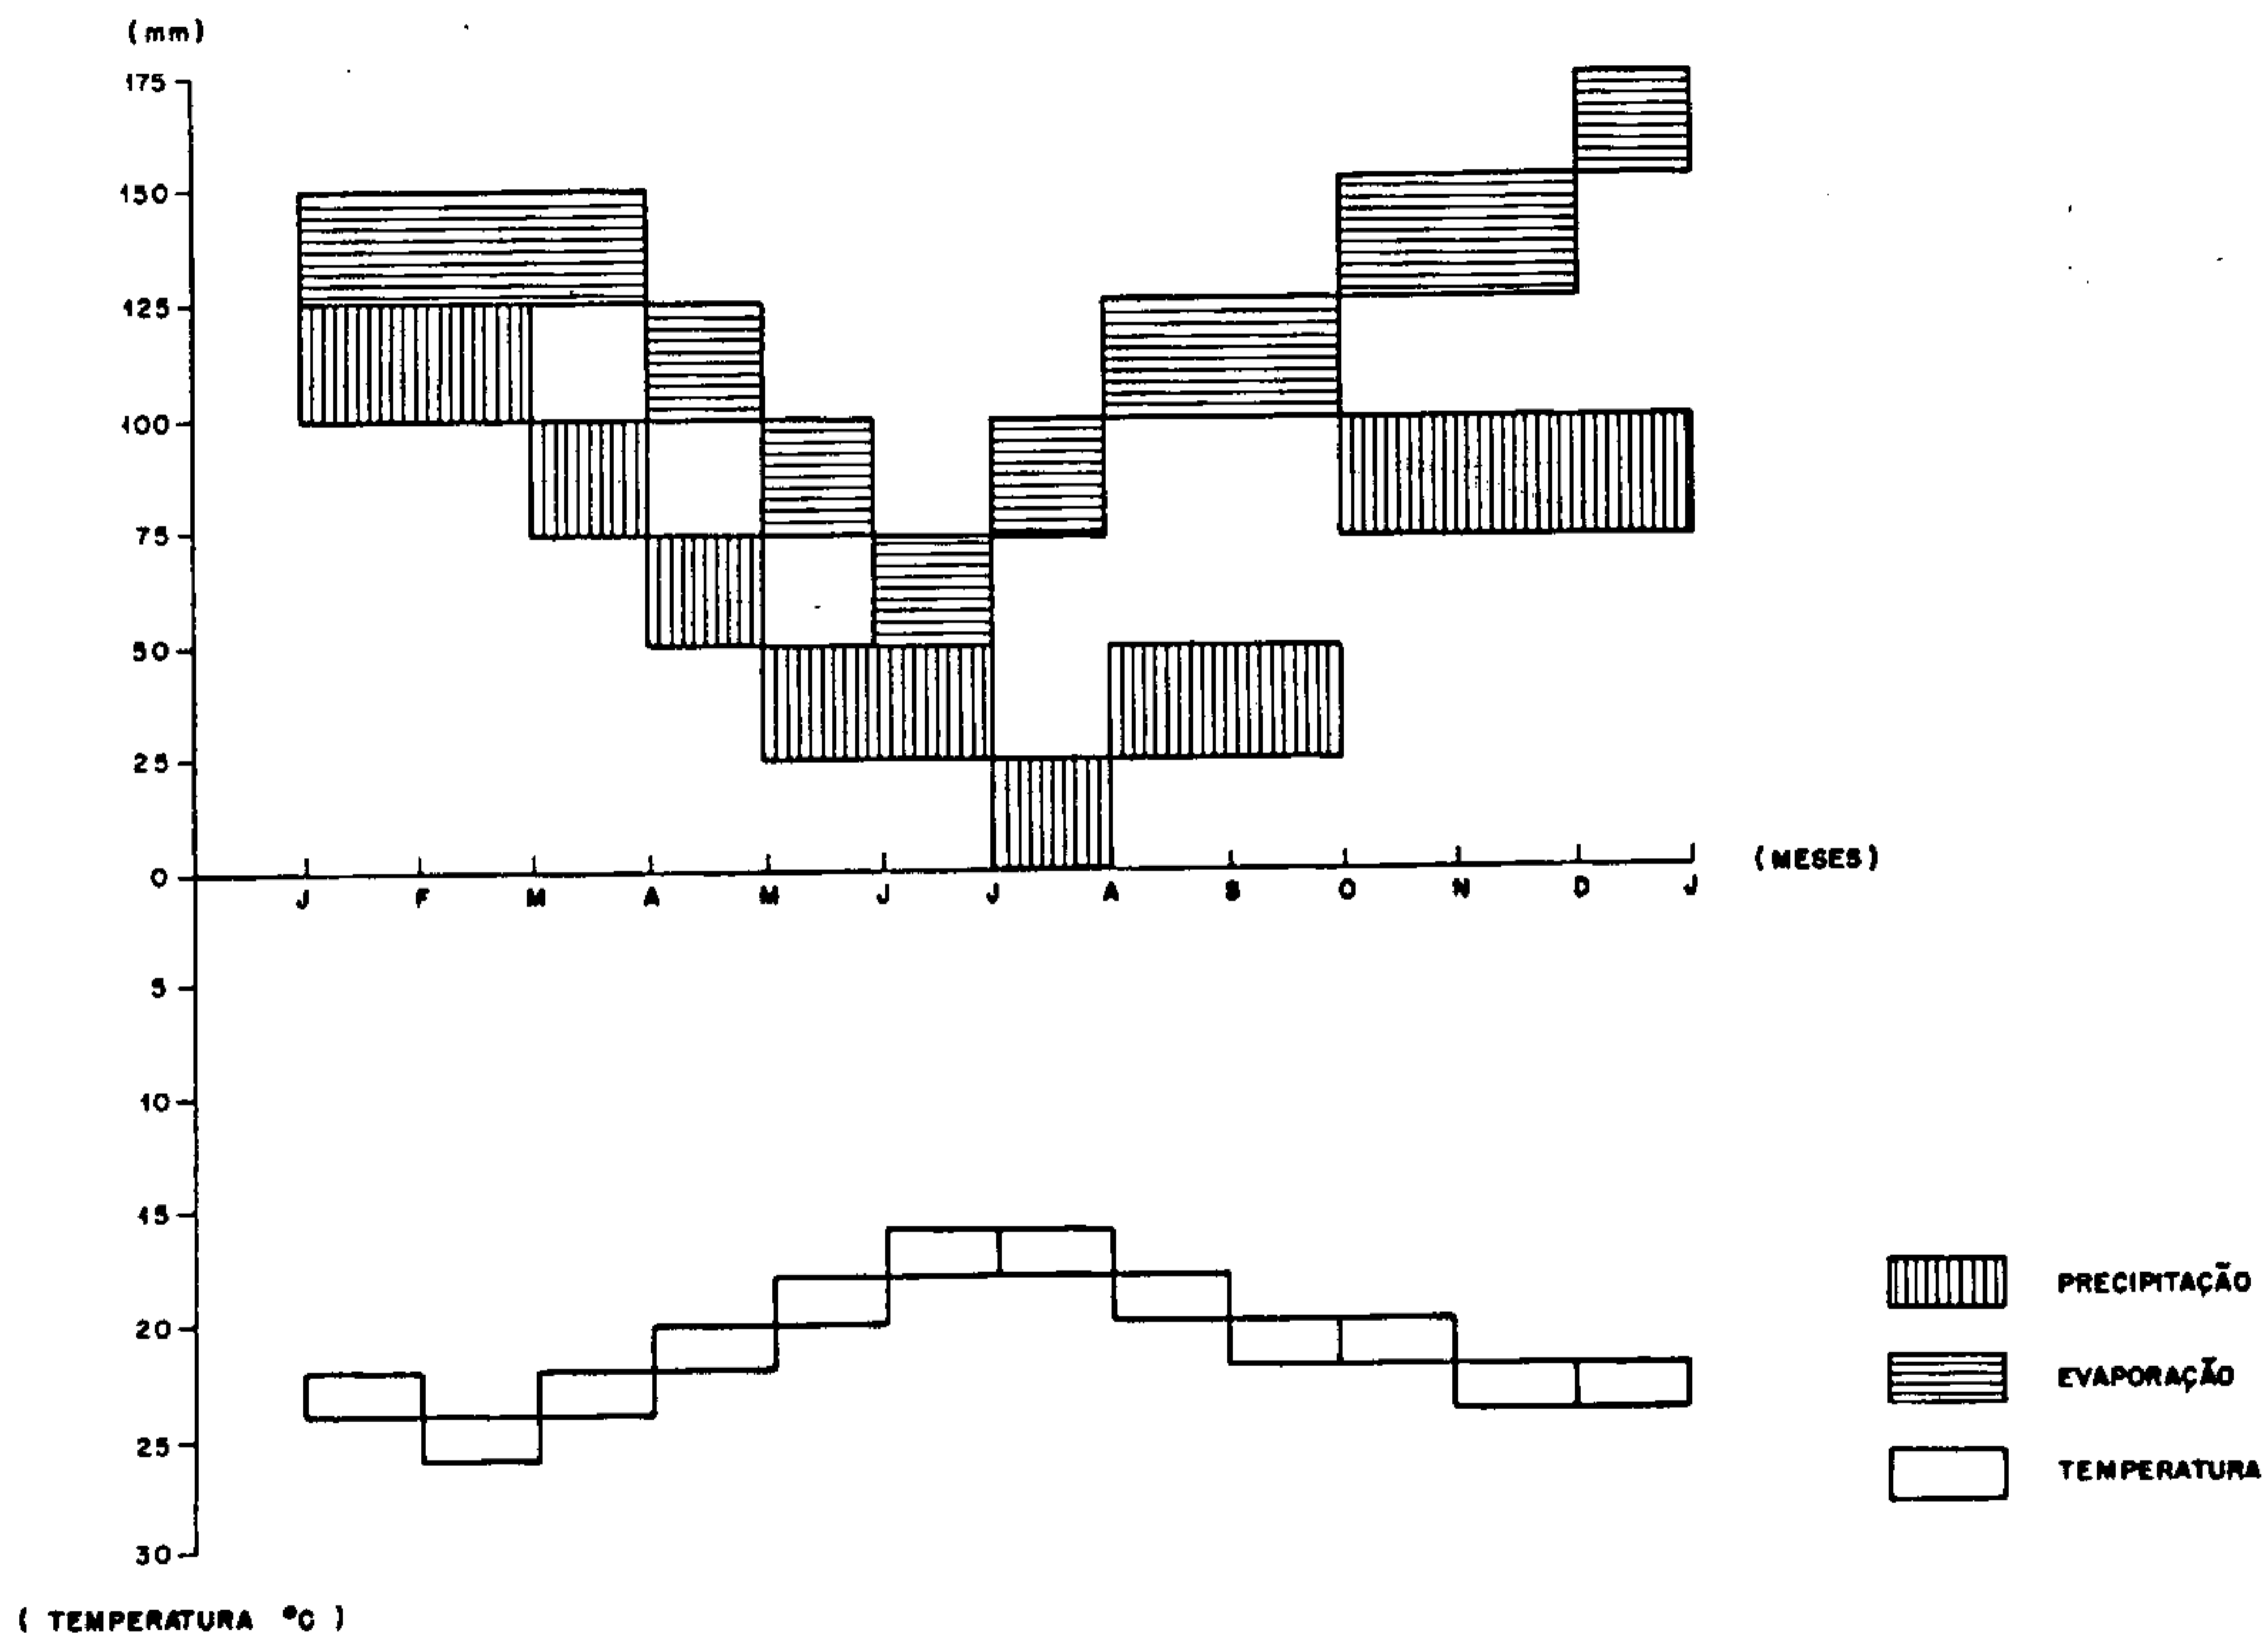 (mm)
175
150
125
100
75
50
25
0
J F M A M J J A S O N D J
(MESES)
5
10
15
20
25
30
(TEMPERATURA °C)
PRECIPITAÇÃO
EVAPORAÇÃO
TEMPERATURA